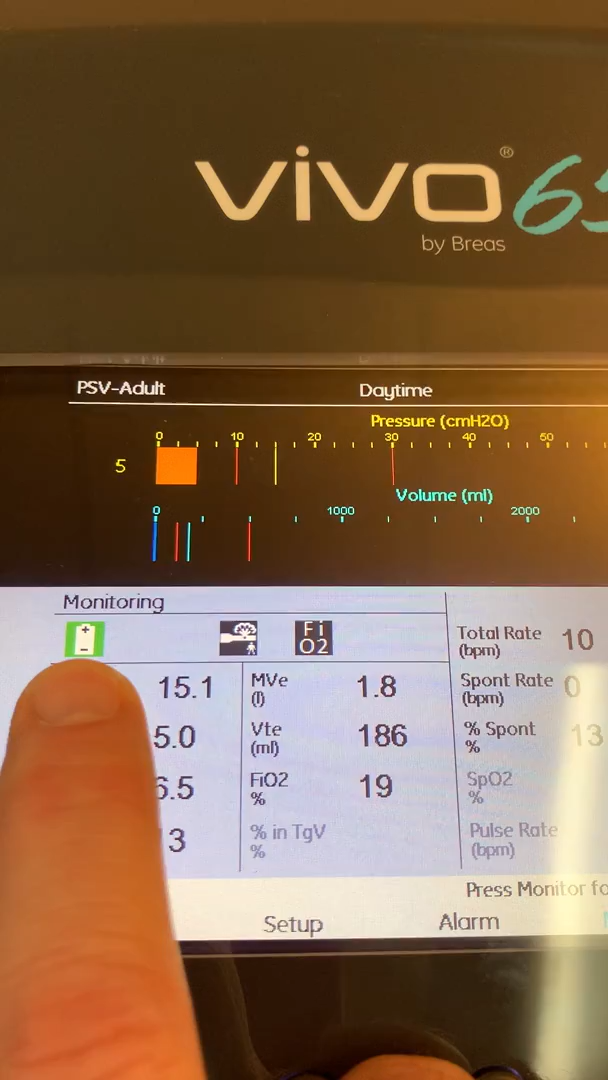 vivo® 65
by Breas
PSV-Adult Daytime
Pressure (cmH2O)
0 10 20 30 40 50
5
Volume (ml)
0 1000 2000
Monitoring
+
-
Fi
O2
Total Rate 10
(bpm)
15.1 MVe 1.8 Spont Rate 0
(l) (bpm)
5.0 Vte 186 % Spont 13
(ml) %
6.5 FiO2 19 SpO2
% %
3 % in TgV Pulse Rate
% (bpm)
Press Monitor fo
Setup Alarm